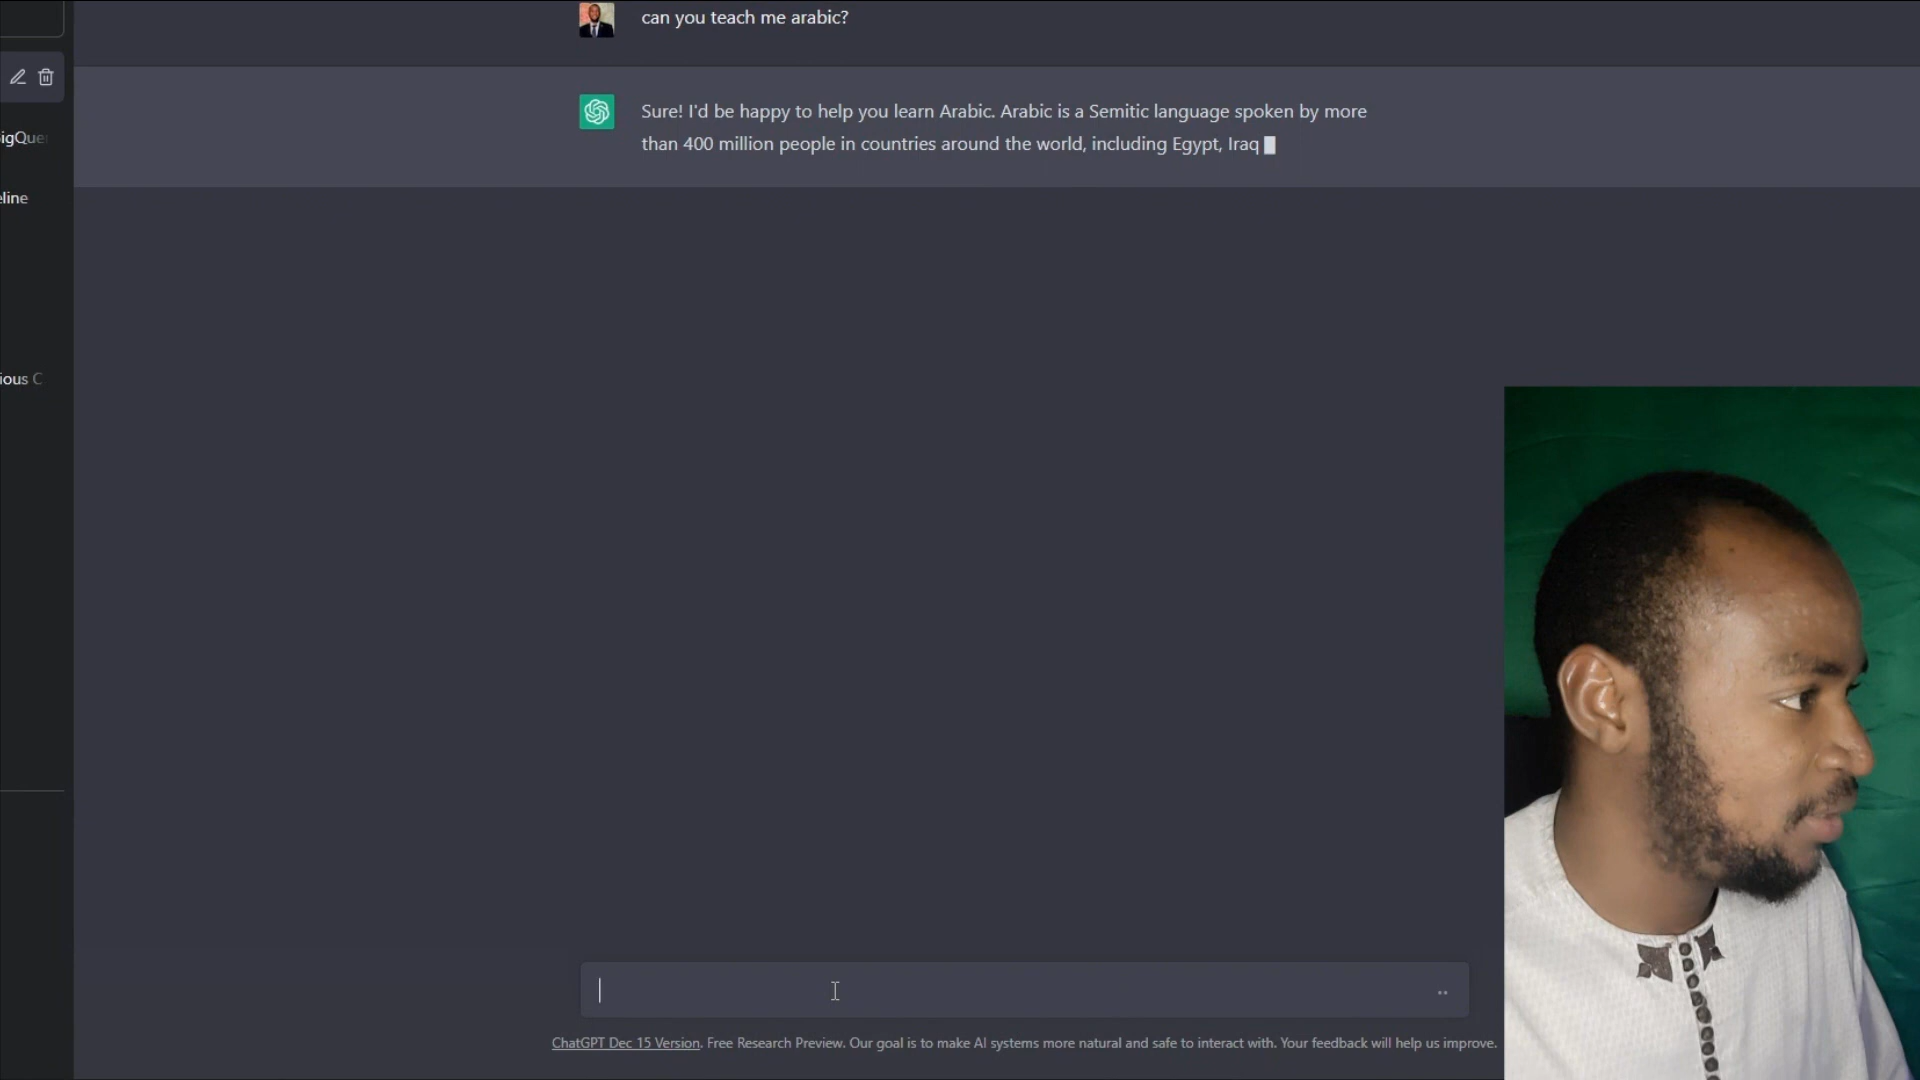 can you teach me arabic?
Sure! I'd be happy to help you learn Arabic. Arabic is a Semitic language spoken by more
than 400 million people in countries around the world, including Egypt, Iraq
igQue
eline
ious C
ChatGPT Dec 15 Version. Free Research Preview. Our goal is to make AI systems more natural and safe to interact with. Your feedback will help us improve.